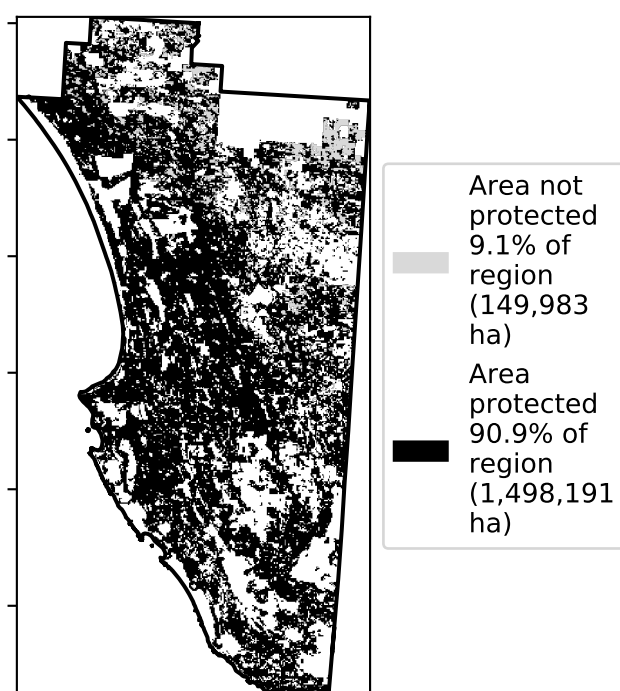 Area not
protected
9.1% of
region
(149,983
ha)
Area
protected
90.9% of
region
(1,498,191
ha)